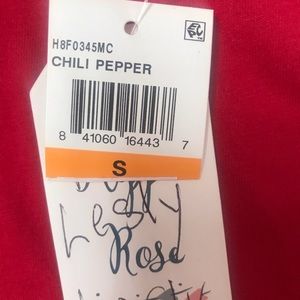 H8F0345MC
CHILI PEPPER
8 41060 16443 7
S
Rose